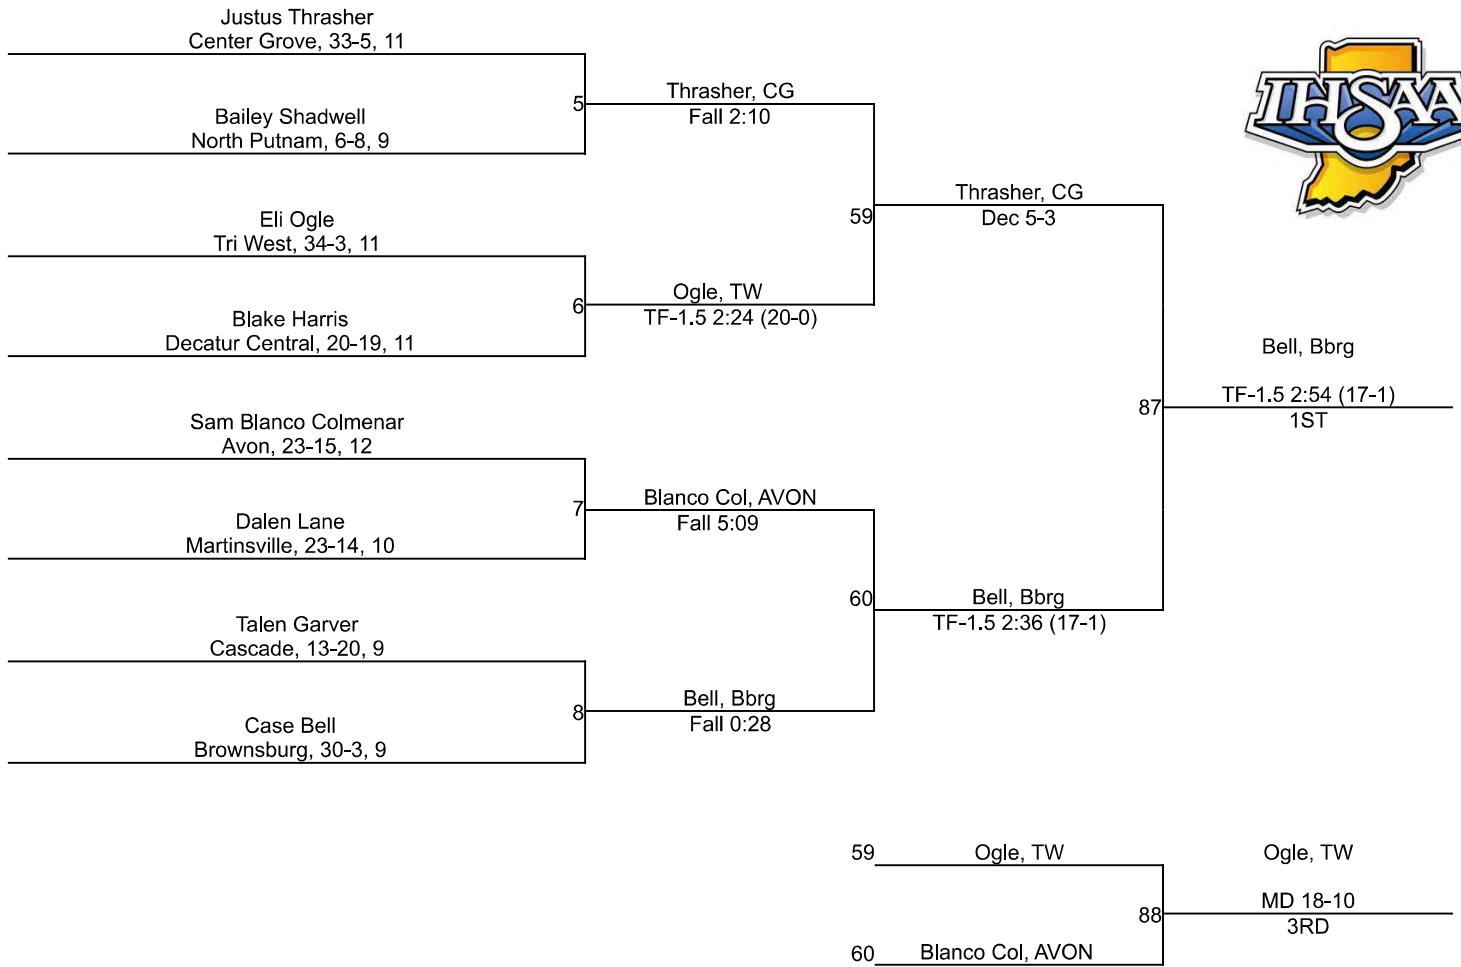 Justus Thrasher
Center Grove, 33-5, 11
5
Bailey Shadwell
North Putnam, 6-8, 9
Thrasher, CG
Fall 2:10
Eli Ogle
Tri West, 34-3, 11
6
Blake Harris
Decatur Central, 20-19, 11
Ogle, TW
TF-1.5 2:24 (20-0)
59
Thrasher, CG
Dec 5-3
Sam Blanco Colmenar
Avon, 23-15, 12
7
Dalen Lane
Martinsville, 23-14, 10
Blanco Col, AVON
Fall 5:09
Talen Garver
Cascade, 13-20, 9
8
Case Bell
Brownsburg, 30-3, 9
Bell, Bbrg
Fall 0:28
60
Bell, Bbrg
TF-1.5 2:36 (17-1)
87
Bell, Bbrg
TF-1.5 2:54 (17-1)
1ST
IHSAA
59 Ogle, TW
60 Blanco Col, AVON
88
Ogle, TW
MD 18-10
3RD